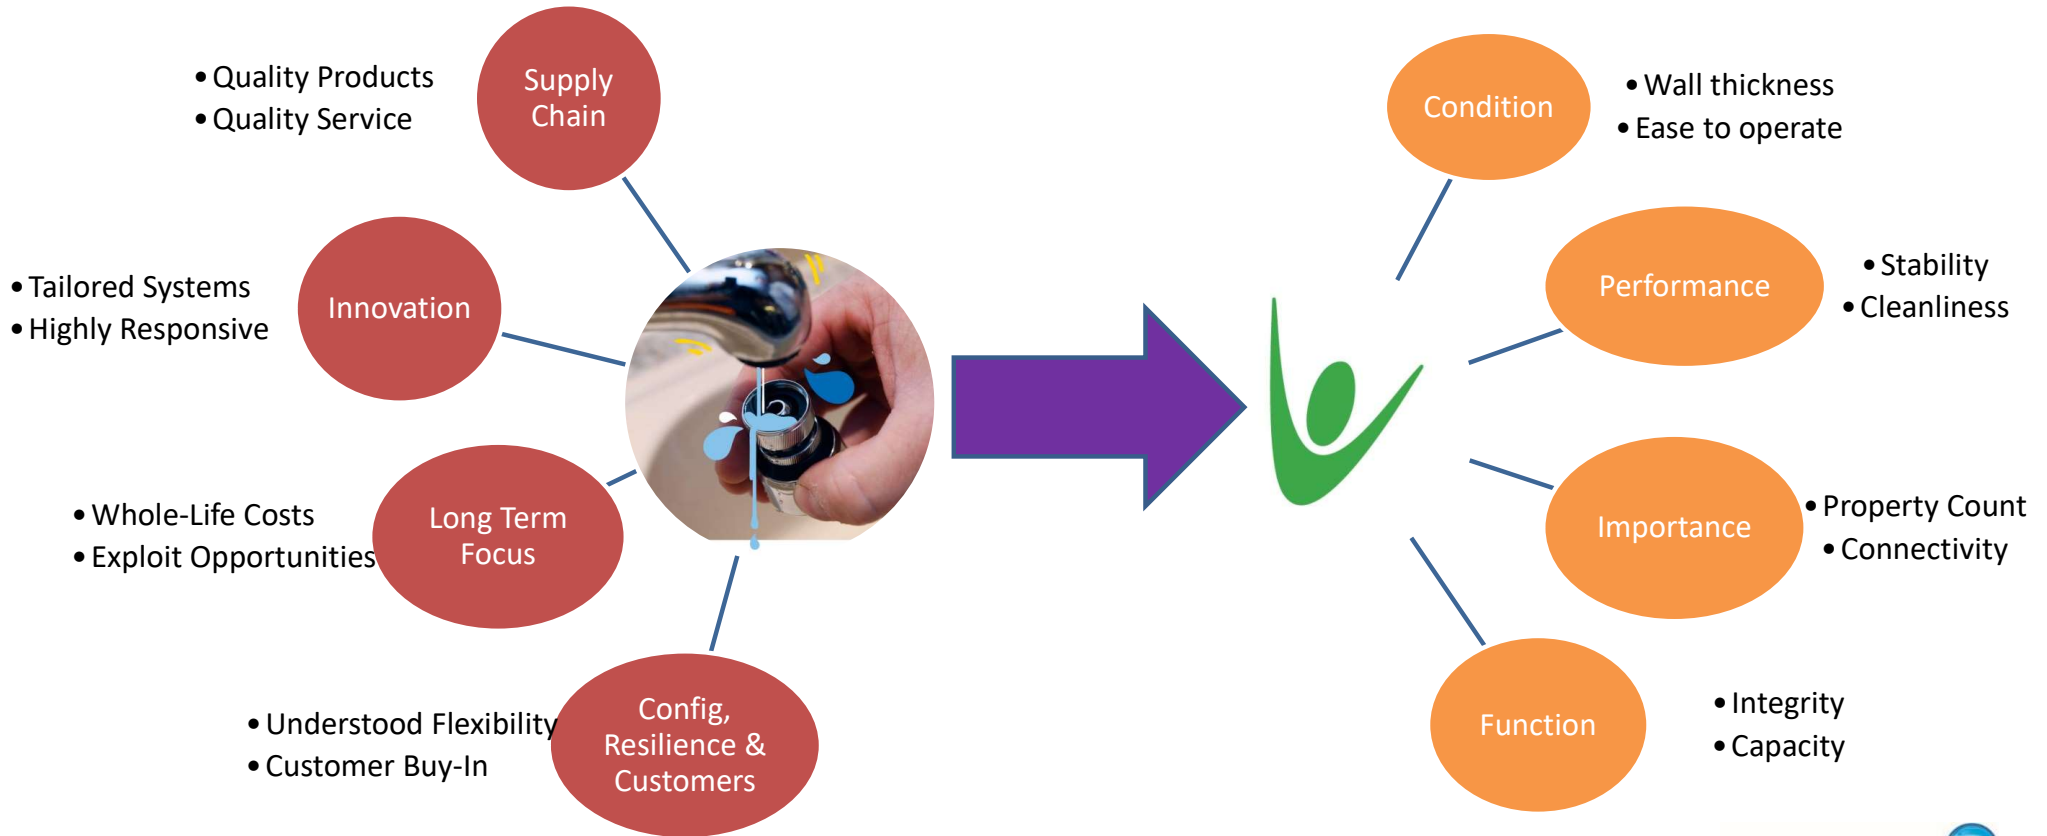 • Quality Products
• Quality Service
Supply
Chain
• Tailored Systems
• Highly Responsive
Innovation
• Whole-Life Costs
• Exploit Opportunities
Long Term
Focus
• Understood Flexibility
• Customer Buy-In
Config,
Resilience &
Customers
Condition
• Wall thickness
• Ease to operate
Performance
• Stability
• Cleanliness
Importance
• Property Count
• Connectivity
Function
• Integrity
• Capacity